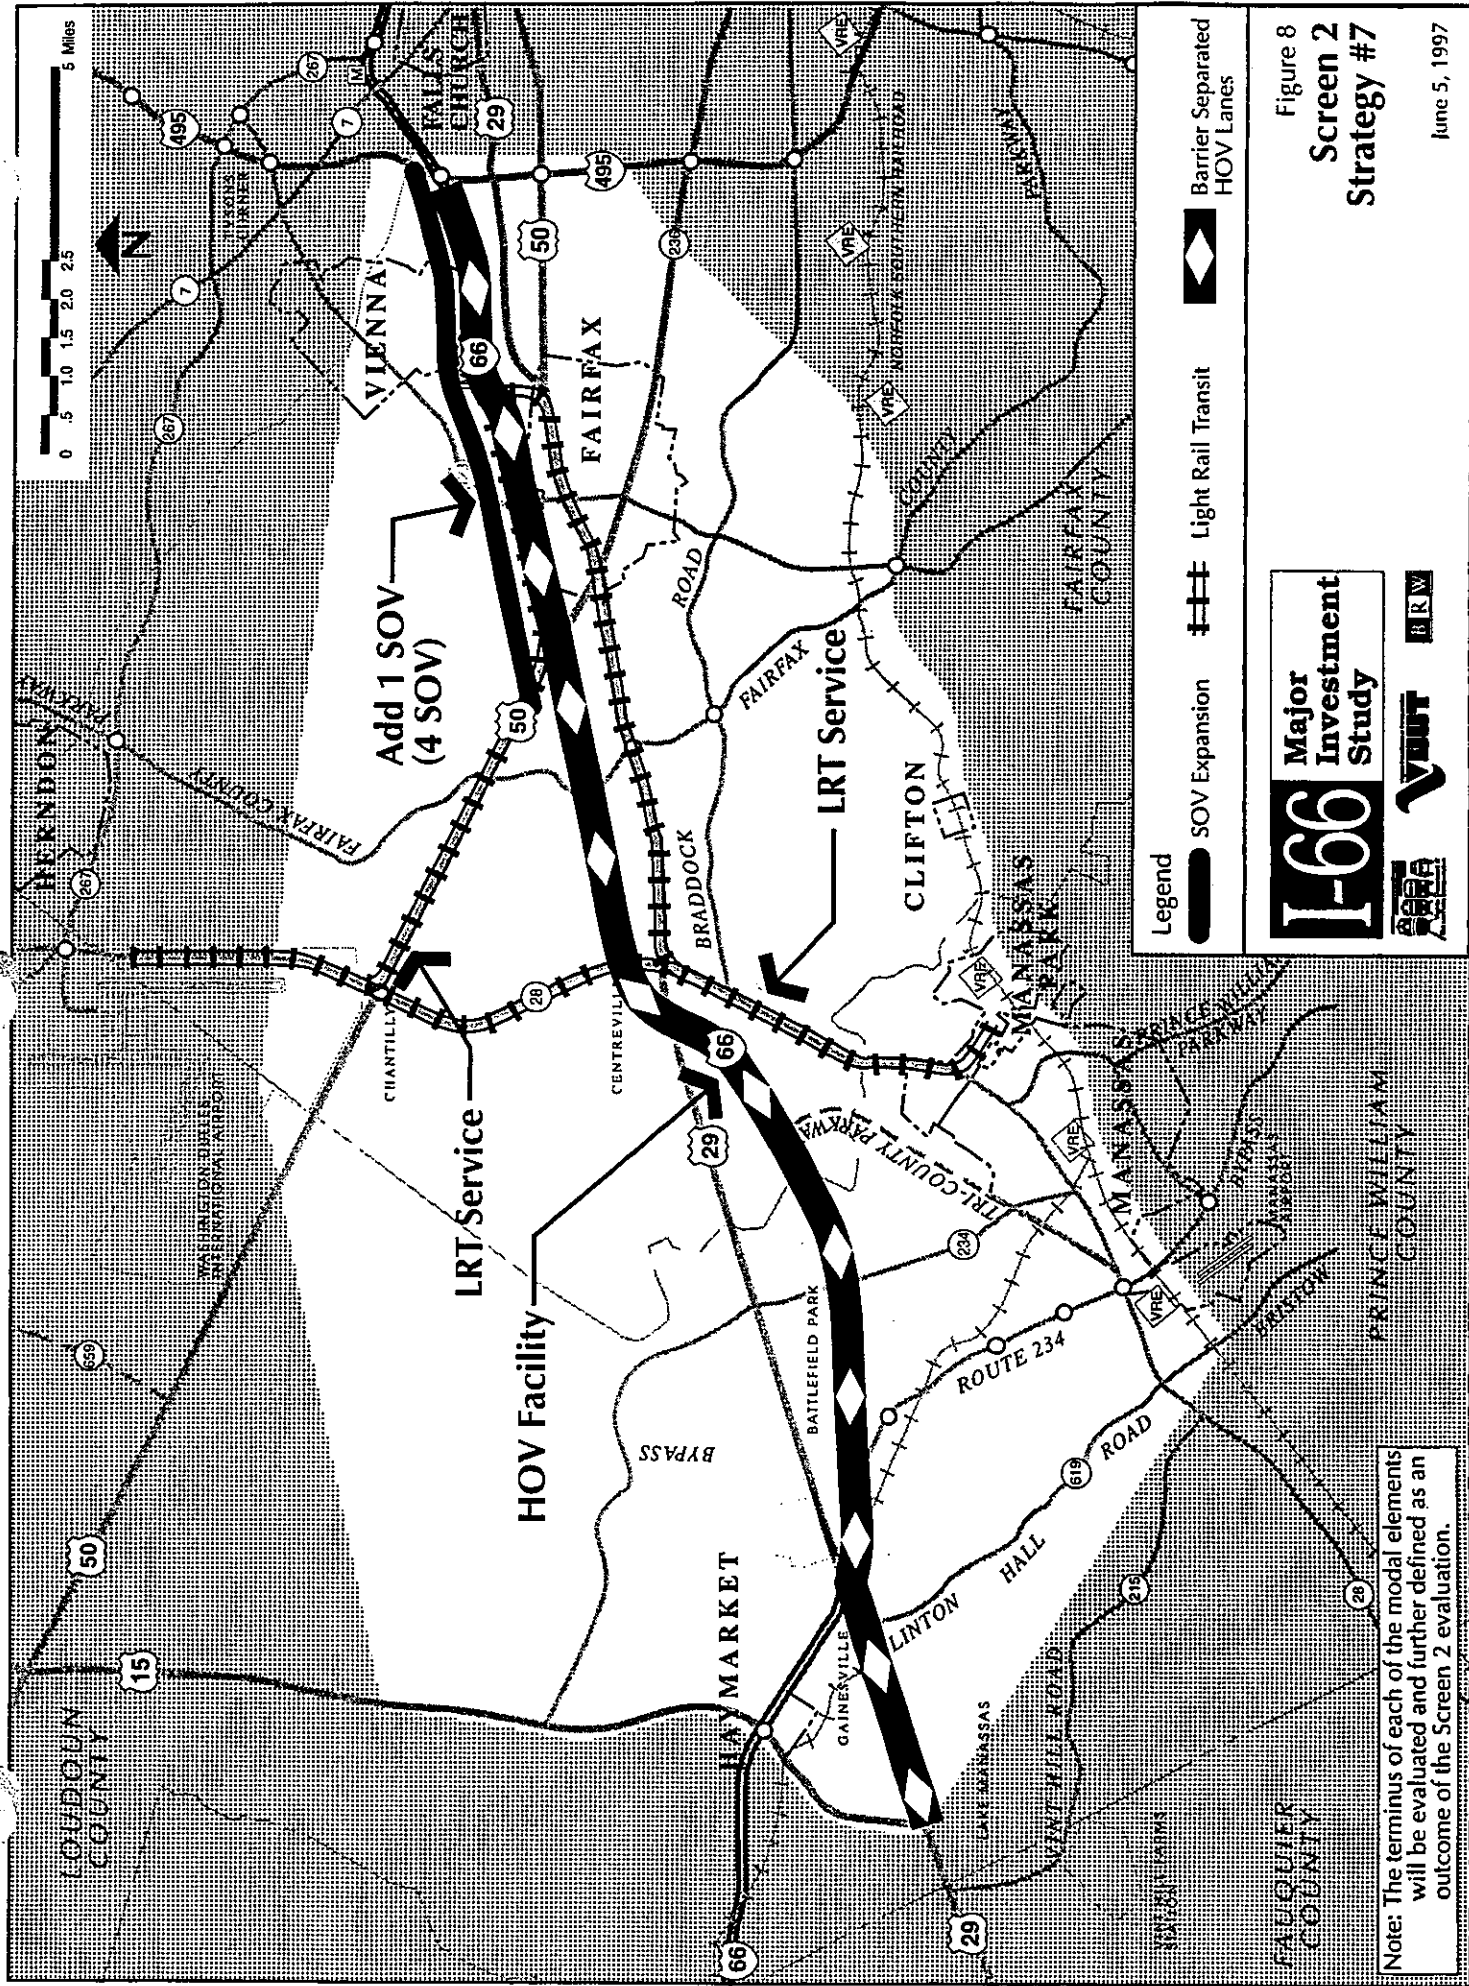 0 .5 1.0 1.5 2.0 2.5 5 Miles
N
LOUDOUN
COUNTY
15
50
659
WASHINGTON DULLES
INTERNATIONAL AIRPORT
HERNDON
267
PARKWAY
FAIRFAX COUNTY
267
7
TYSONS
CORNER
495
267
7
M
FALLS
CHURCH
29
VIENNA
66
50
495
FAIRFAX
236
VRE
VRE
VRE
NORFOLK SOUTHERN RAILROAD
PARKWAY
Add 1 SOV
(4 SOV)
50
CHANTILLY
28
LRT Service
HOV Facility
CENTREVILLE
66
29
BRADDOCK
ROAD
FAIRFAX
COUNTY
FAIRFAX
COUNTY
LRT Service
CLIFTON
MANASSAS
PARK
VRE
MANASSAS
PRINCE WILLIAM
PARKWAY
VRE
TRI-COUNTY PARKWAY
234
BYPASS
BATTLEFIELD PARK
ROUTE 234
BYPASS
MANASSAS
AIRPORT
VRE
BRISTOW
PRINCE WILLIAM
COUNTY
HAYMARKET
GAINESVILLE
LINTON
HALL
ROAD
619
215
28
LAKE MANASSAS
VINT HILL ROAD
FAUQUIER
COUNTY
66
29
Note: The terminus of each of the modal elements
will be evaluated and further defined as an
outcome of the Screen 2 evaluation.
Legend
SOV Expansion
Light Rail Transit
Barrier Separated
HOV Lanes
I-66
Major
Investment
Study
VDOT
BRW
Figure 8
Screen 2
Strategy #7
June 5, 1997